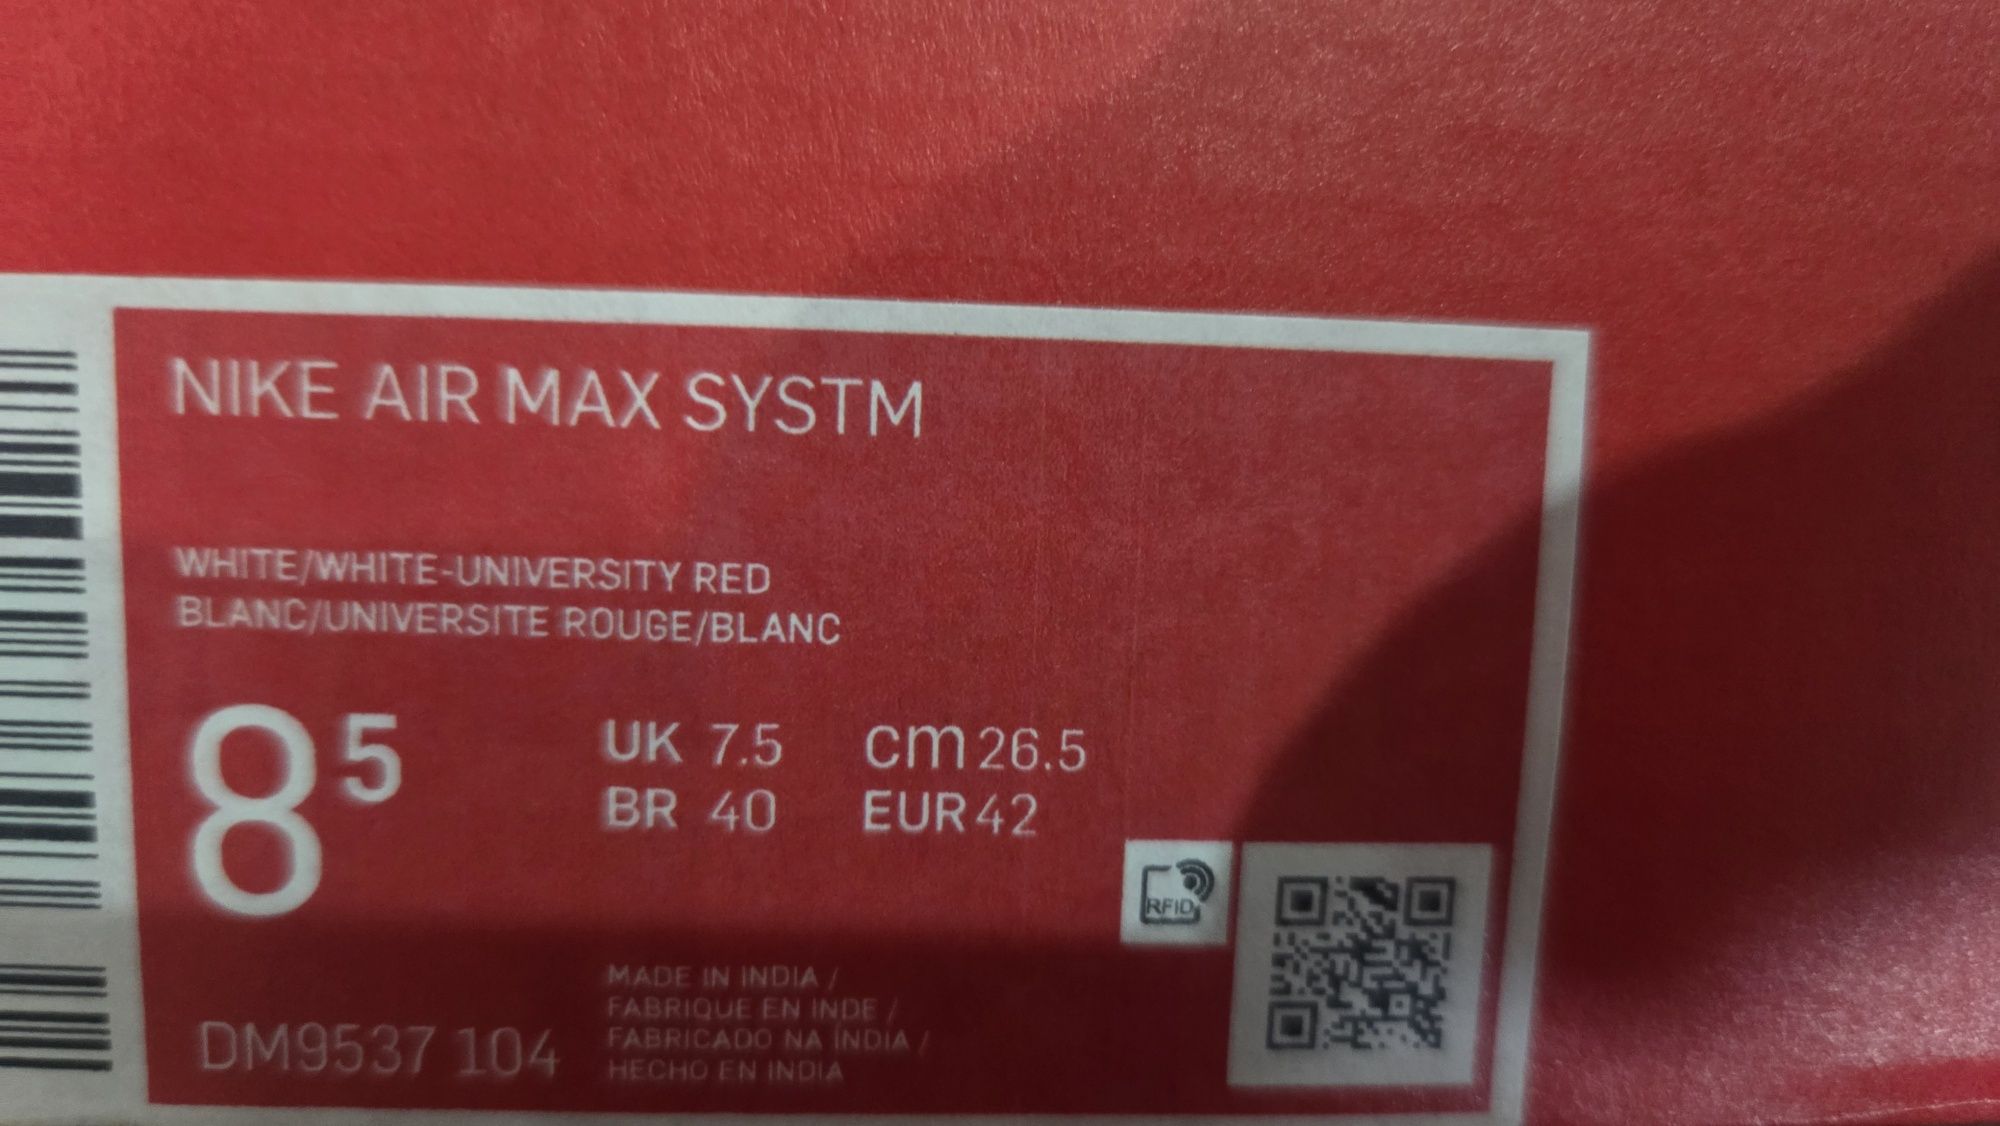 NIKE AIR MAX SYSTM
WHITE/WHITE-UNIVERSITY RED
BLANC/UNIVERSITE ROUGE/BLANC
8 5
UK 7.5 cm 26.5
BR 40 EUR 42
RFID
MADE IN INDIA /
FABRIQUE EN INDE /
FABRICADO NA ÍNDIA /
HECHO EN INDIA
DM9537 104